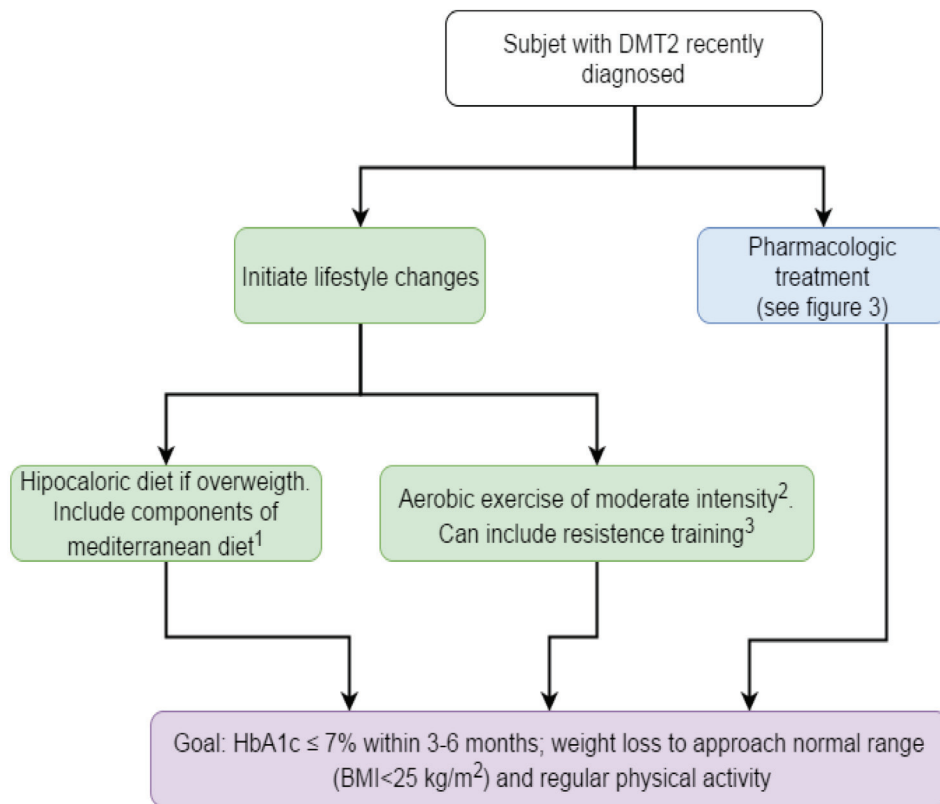 Subjet with DMT2 recently
diagnosed
Initiate lifestyle changes
Pharmacologic
treatment
(see figure 3)
Hipocaloric diet if overweigth.
Include components of
mediterranean diet¹
Aerobic exercise of moderate intensity².
Can include resistence training³
Goal: HbA1c ≤ 7% within 3-6 months; weight loss to approach normal range
(BMI<25 kg/m²) and regular physical activity